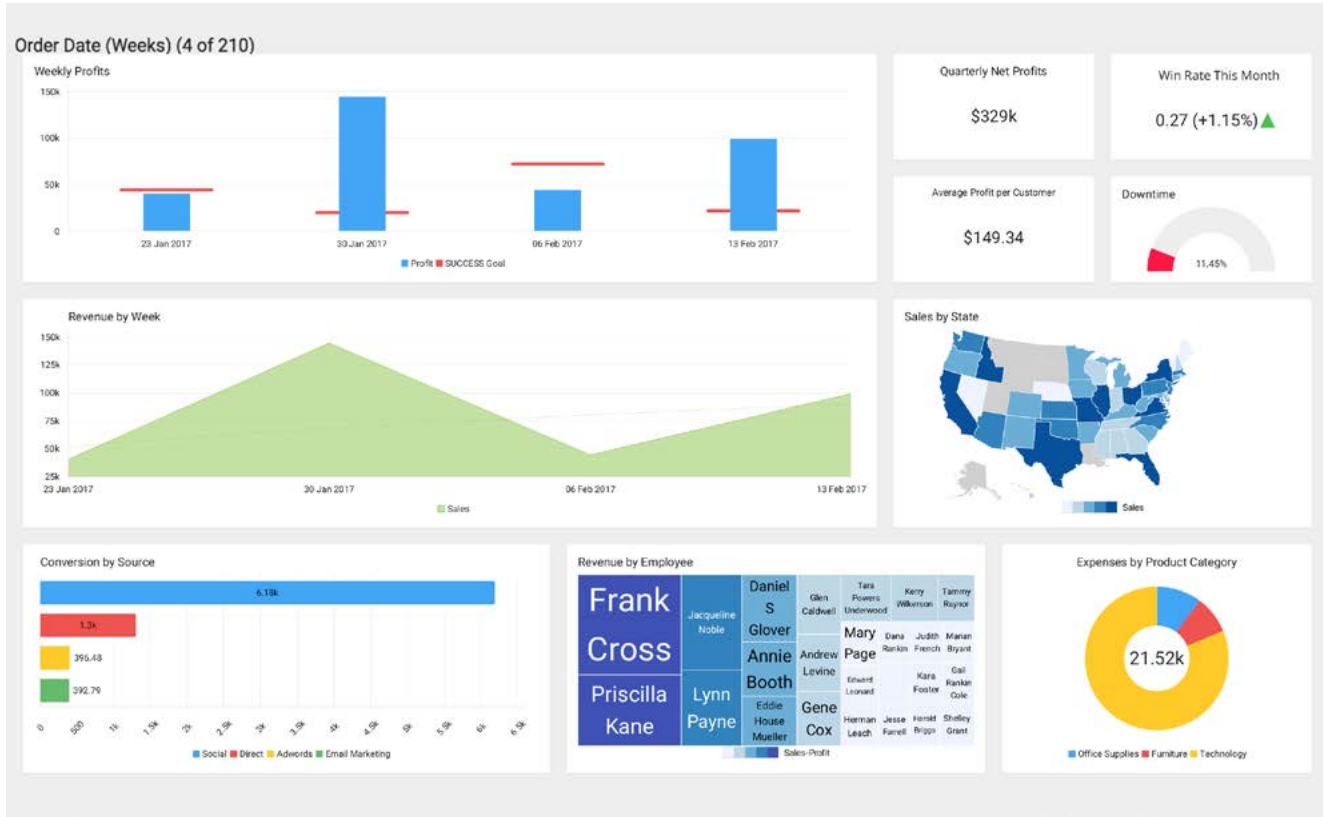 Order Date (Weeks) (4 of 210)
Weekly Profits
150k
100k
50k
0
23 Jan 2017
30 Jan 2017
06 Feb 2017
13 Feb 2017
Profit SUCCESS Goal
Quarterly Net Profits
$329k
Win Rate This Month
0.27 (+1.15%)
Average Profit per Customer
$149.34
Downtime
11,45%
Revenue by Week
150k
125k
100k
75k
50k
25k
23 Jan 2017
30 Jan 2017
06 Feb 2017
13 Feb 2017
Sales
Sales by State
Sales
Conversion by Source
6.18k
1.3k
396.48
392.79
0
500
1k
1.5k
2k
2.5k
3k
3.5k
4k
4.5k
5k
5.5k
6k
6.5k
Social Direct Adwords Email Marketing
Revenue by Employee
Frank
Cross
Priscilla
Kane
Jacqueline
Noble
Lynn
Payne
Daniel
S
Glover
Annie
Booth
Eddie
House
Mueller
Glen
Caldwell
Andrew
Levine
Gene
Cox
Tara
Powers
Underwood
Kerry
Wilkerson
Tammy
Raynor
Mary
Page
Dana
Rankin
Judith
French
Marian
Bryant
Edward
Leonard
Kara
Foster
Gail
Rankin
Cole
Herman
Leach
Jesse
Farrell
Harold
Briggs
Shelley
Grant
Sales-Profit
Expenses by Product Category
21.52k
Office Supplies Furniture Technology